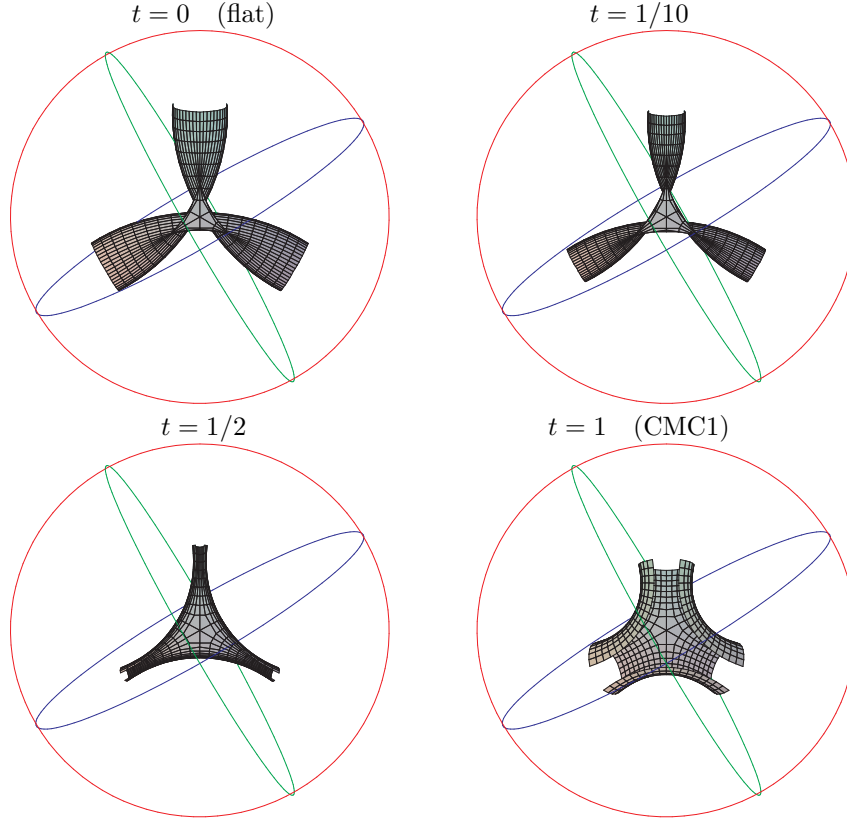 t = 0 (flat)
t = 1/10
t = 1/2
t = 1 (CMC1)